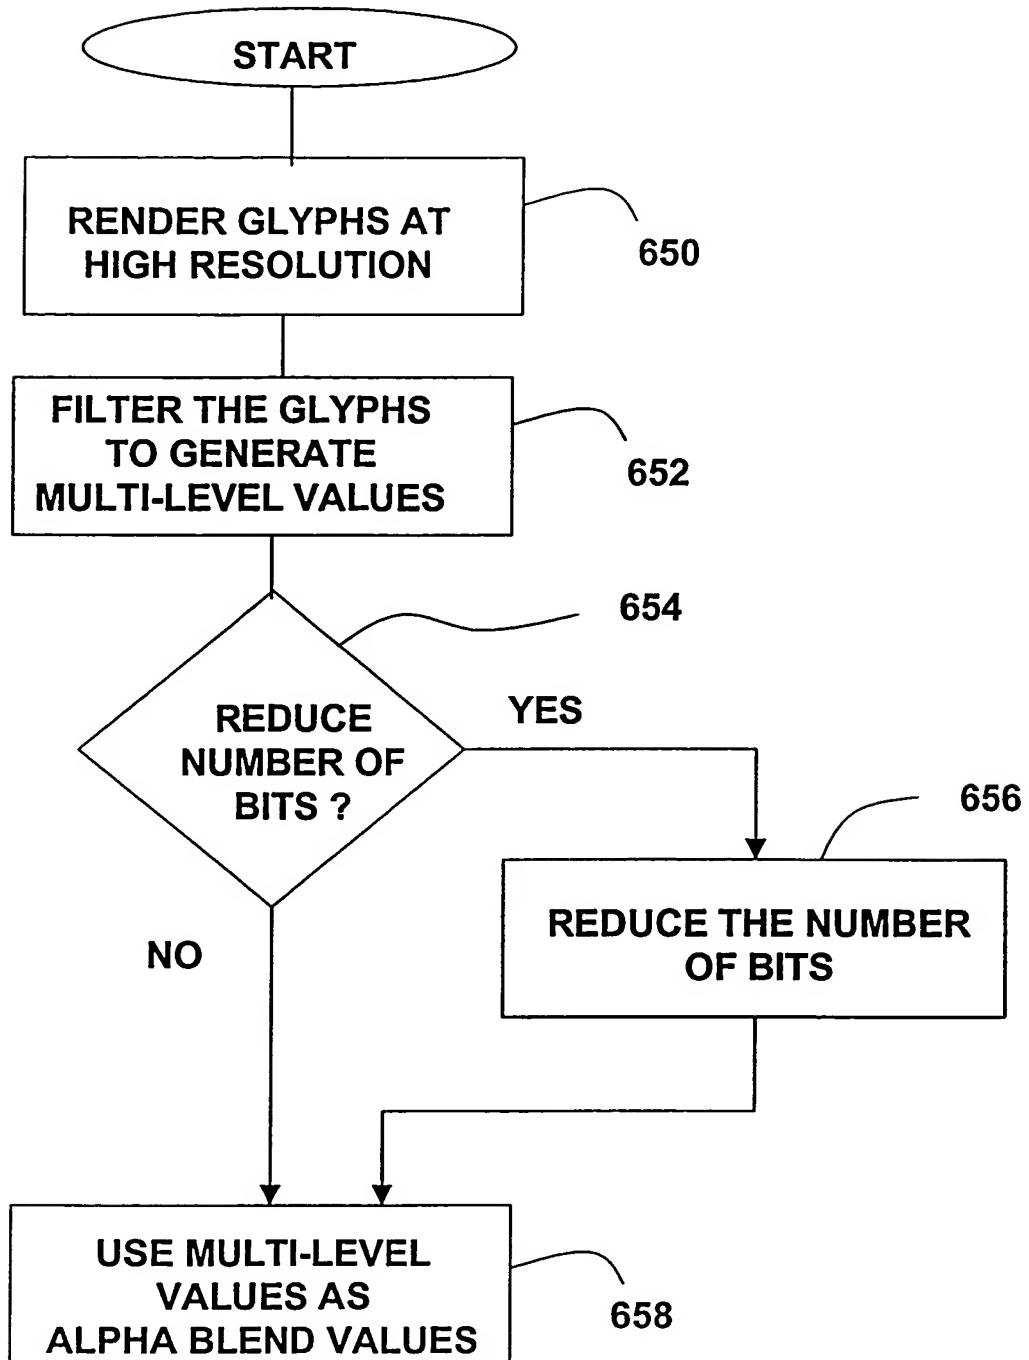 START
RENDER GLYPHS AT
HIGH RESOLUTION
650
FILTER THE GLYPHS
TO GENERATE
MULTI-LEVEL VALUES
652
654
REDUCE
NUMBER OF
BITS ?
YES
656
REDUCE THE NUMBER
OF BITS
NO
USE MULTI-LEVEL
VALUES AS
ALPHA BLEND VALUES
658